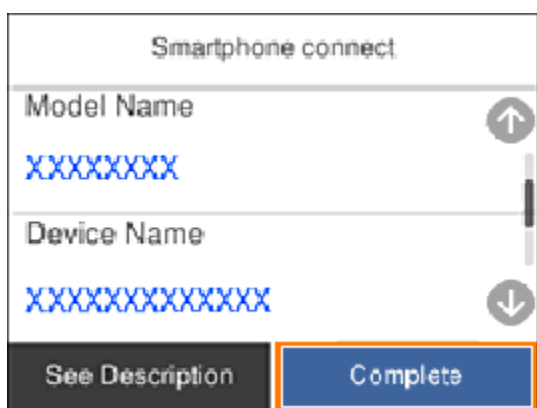 Smartphone connect
Model Name
XXXXXXXX
Device Name
XXXXXXXXXXXXX
See Description
Complete